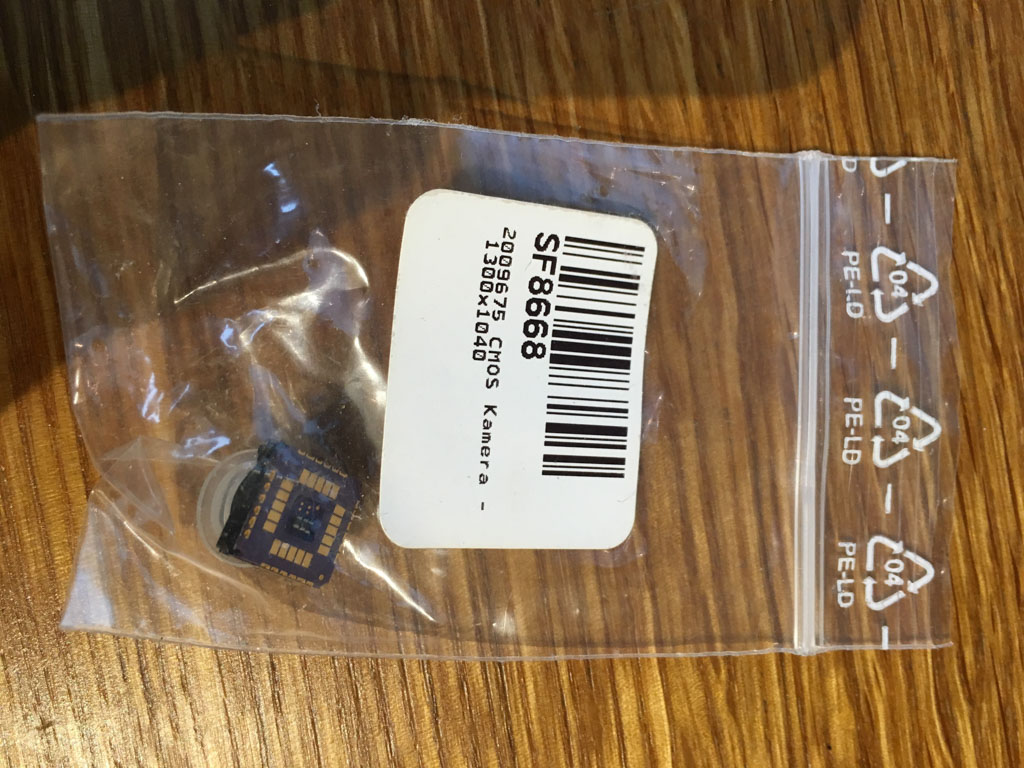 SF8668
2009675 CMOS Kamera -
1300x1040
D
04
PE-LD
04
PE-LD
04
PE-LD